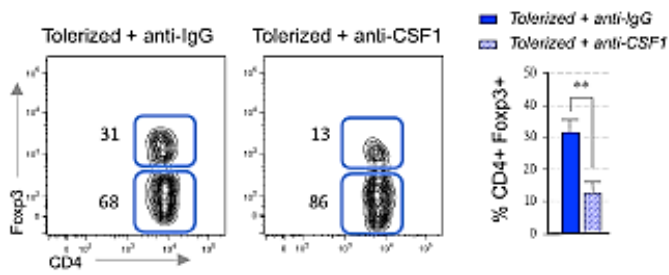 Tolerized + anti-IgG
Tolerized + anti-CSF1
Tolerized + anti-IgG
Tolerized + anti-CSF1
31
68
13
86
Foxp3
CD4
% CD4+ Foxp3+
50
40
30
20
10
0
**